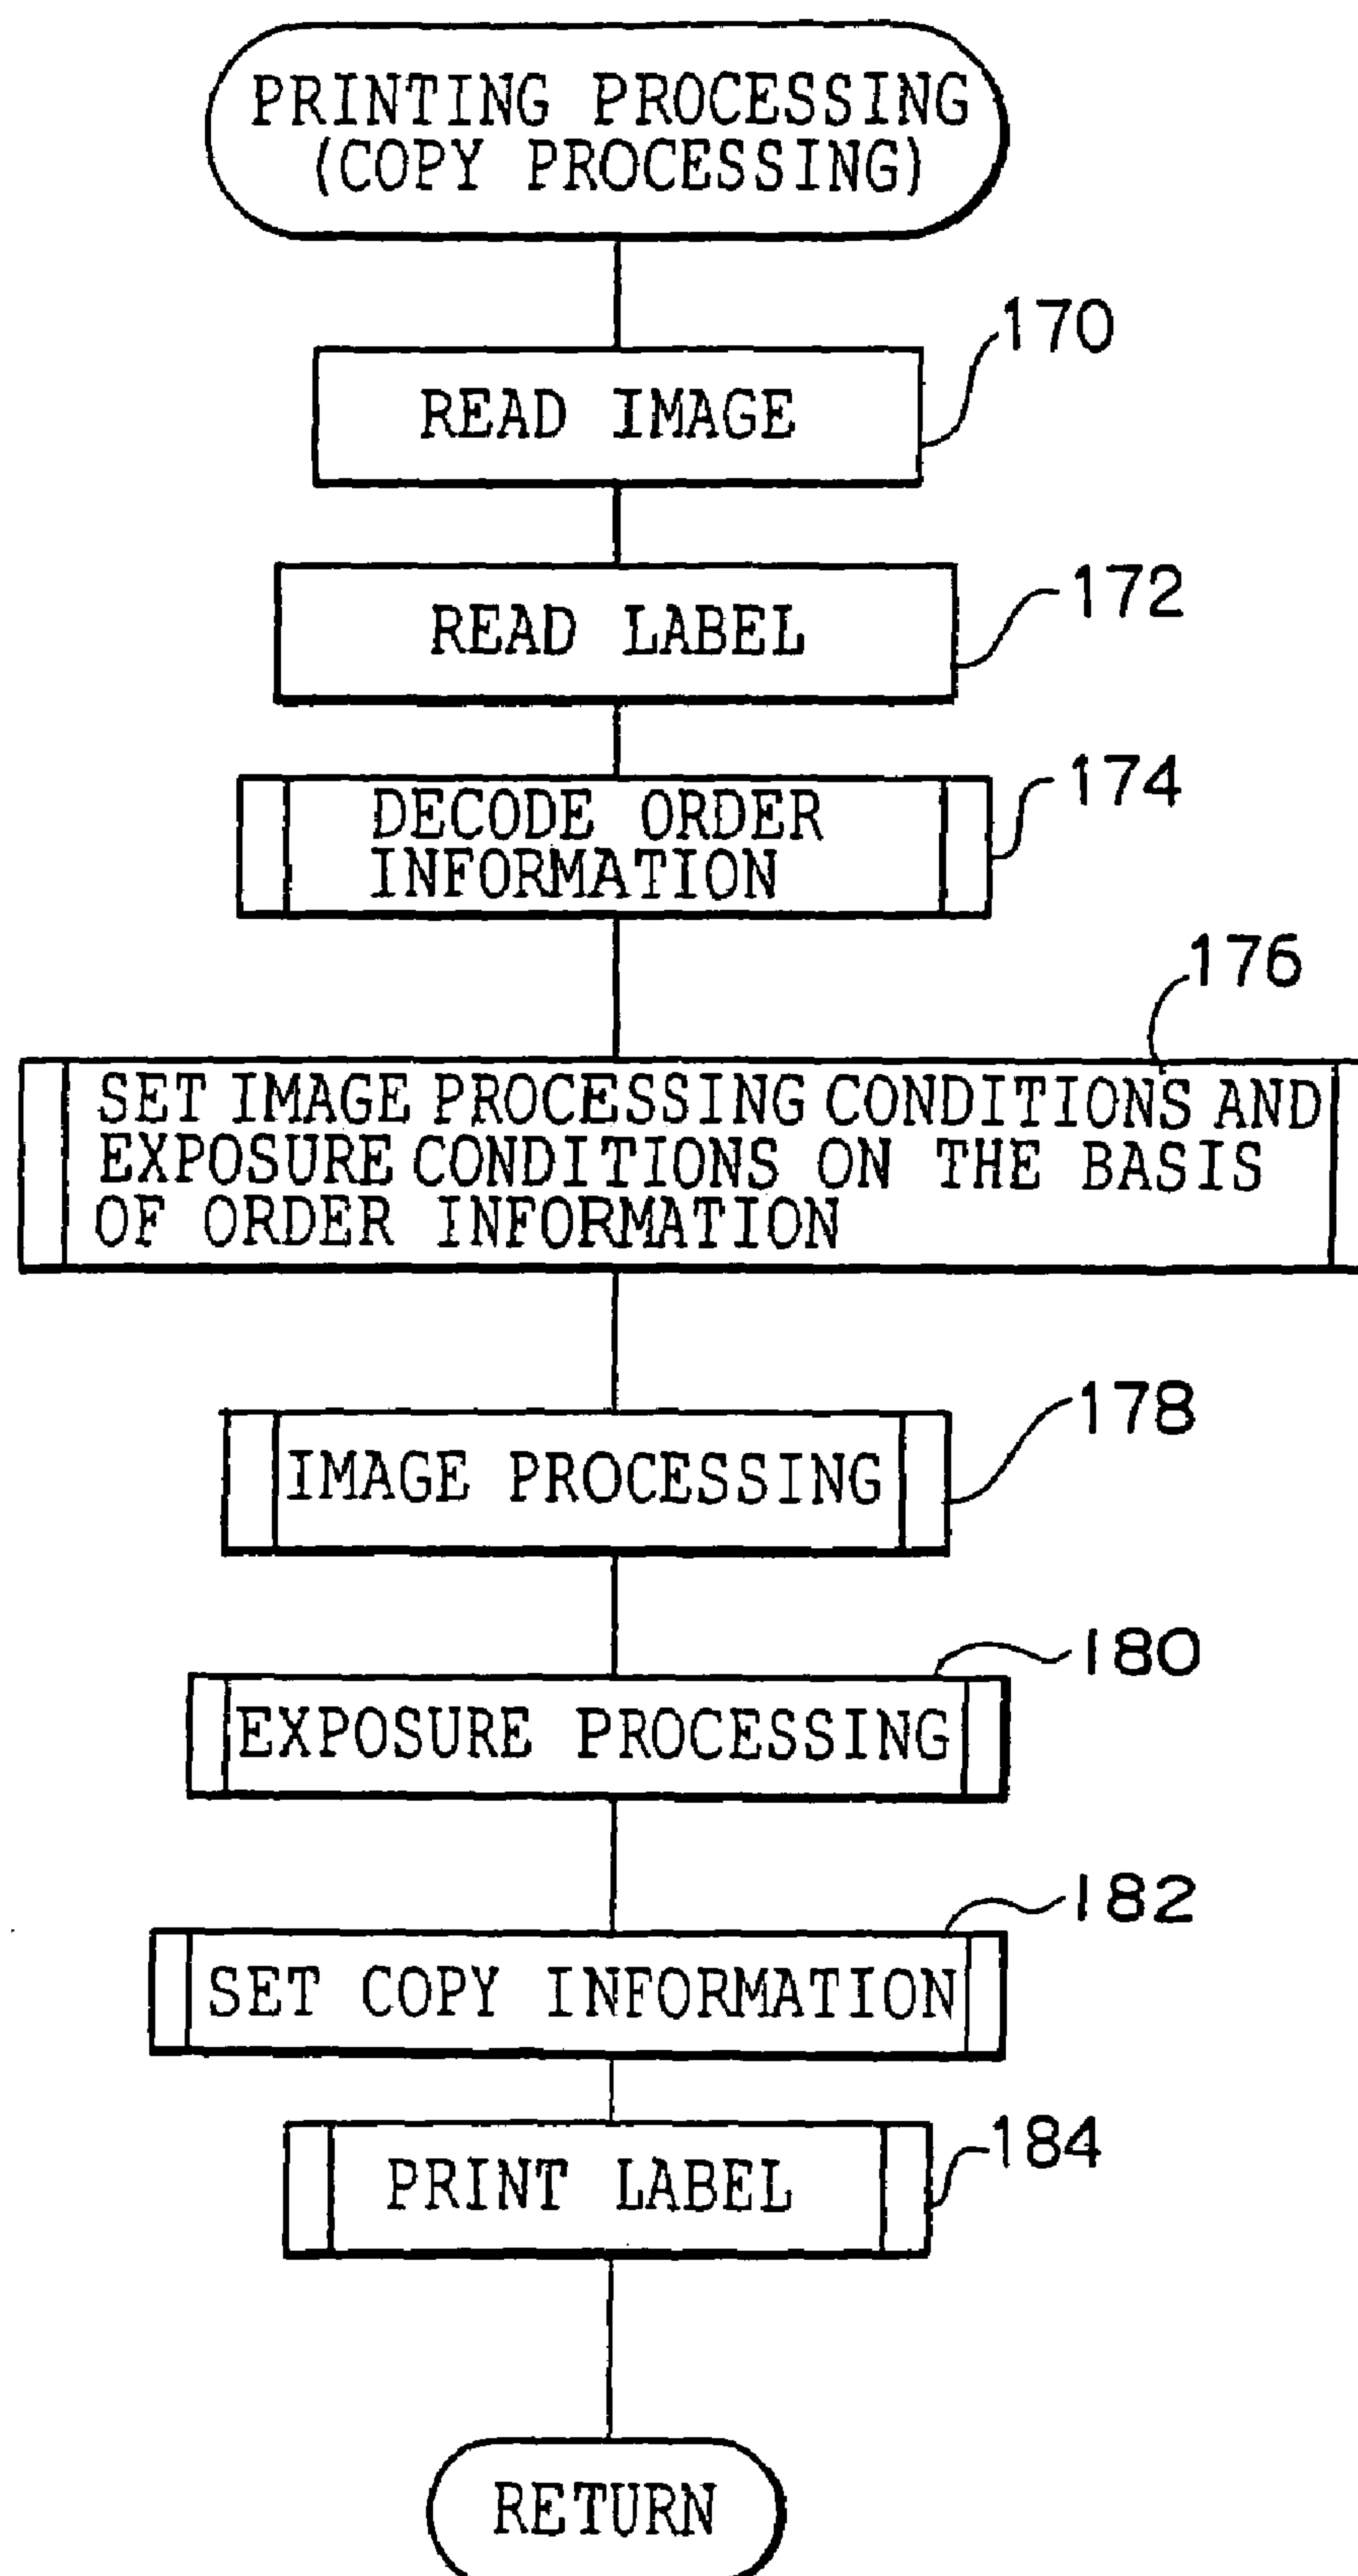 PRINTING PROCESSING
(COPY PROCESSING)
170
READ IMAGE
172
READ LABEL
174
DECODE ORDER
INFORMATION
176
SET IMAGE PROCESSING CONDITIONS AND
EXPOSURE CONDITIONS ON THE BASIS
OF ORDER INFORMATION
178
IMAGE PROCESSING
180
EXPOSURE PROCESSING
182
SET COPY INFORMATION
184
PRINT LABEL
RETURN